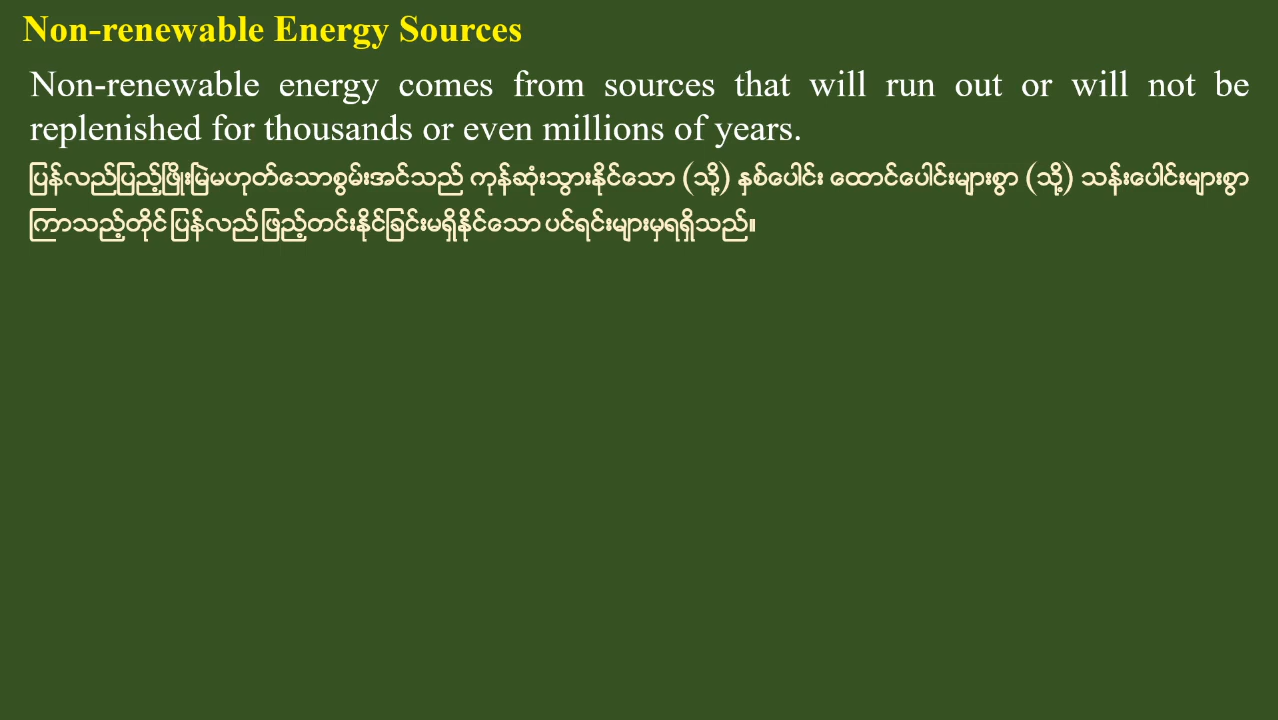 Non-renewable Energy Sources
Non-renewable energy comes from sources that will run out or will not be
replenished for thousands or even millions of years.
ပြန်လည်ပြည့်ဖြိုးမြဲမဟုတ်သောစွမ်းအင်သည် ကုန်ဆုံးသွားနိုင်သော (သို့) နှစ်ပေါင်း ထောင်ပေါင်းများစွာ (သို့) သန်းပေါင်းများစွာ
ကြာသည့်တိုင် ပြန်လည် ဖြည့်တင်းနိုင်ခြင်းမရှိနိုင်သော ပင်ရင်းများမှရရှိသည်။